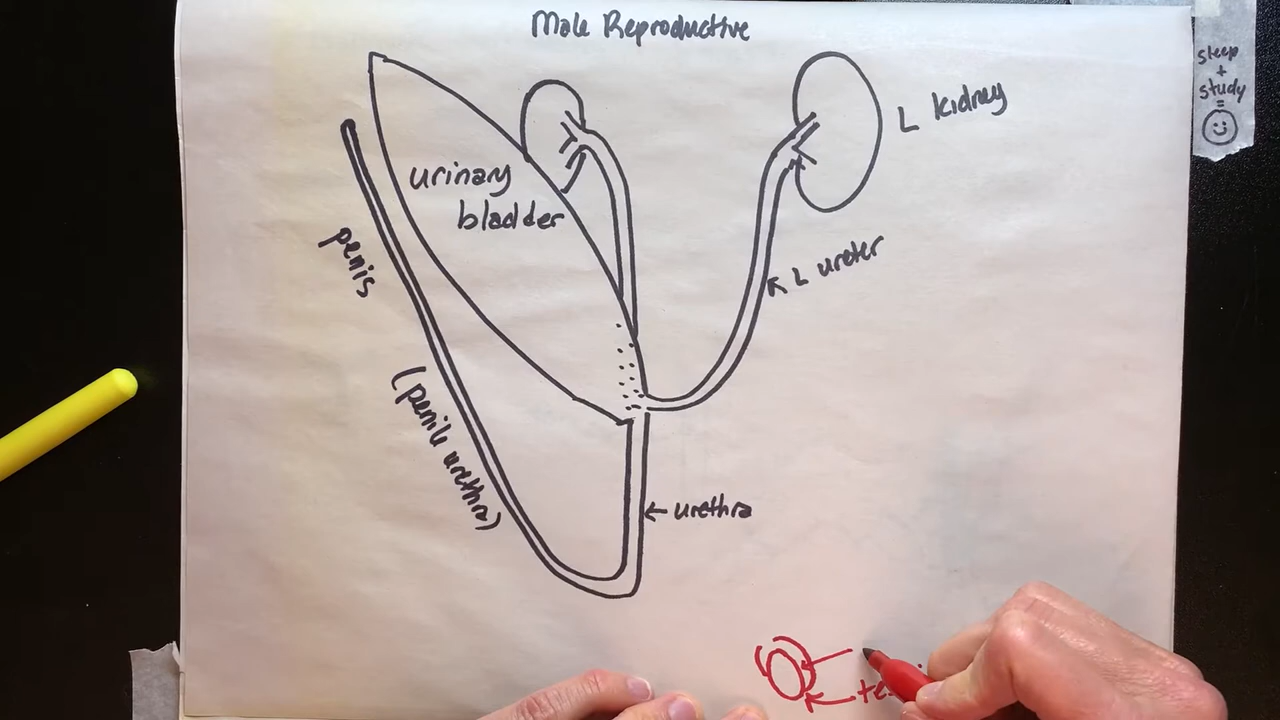 Male Reproductive
sleep
+
study
=
L kidney
urinary
bladder
penis
L ureter
(penile urethra)
urethra